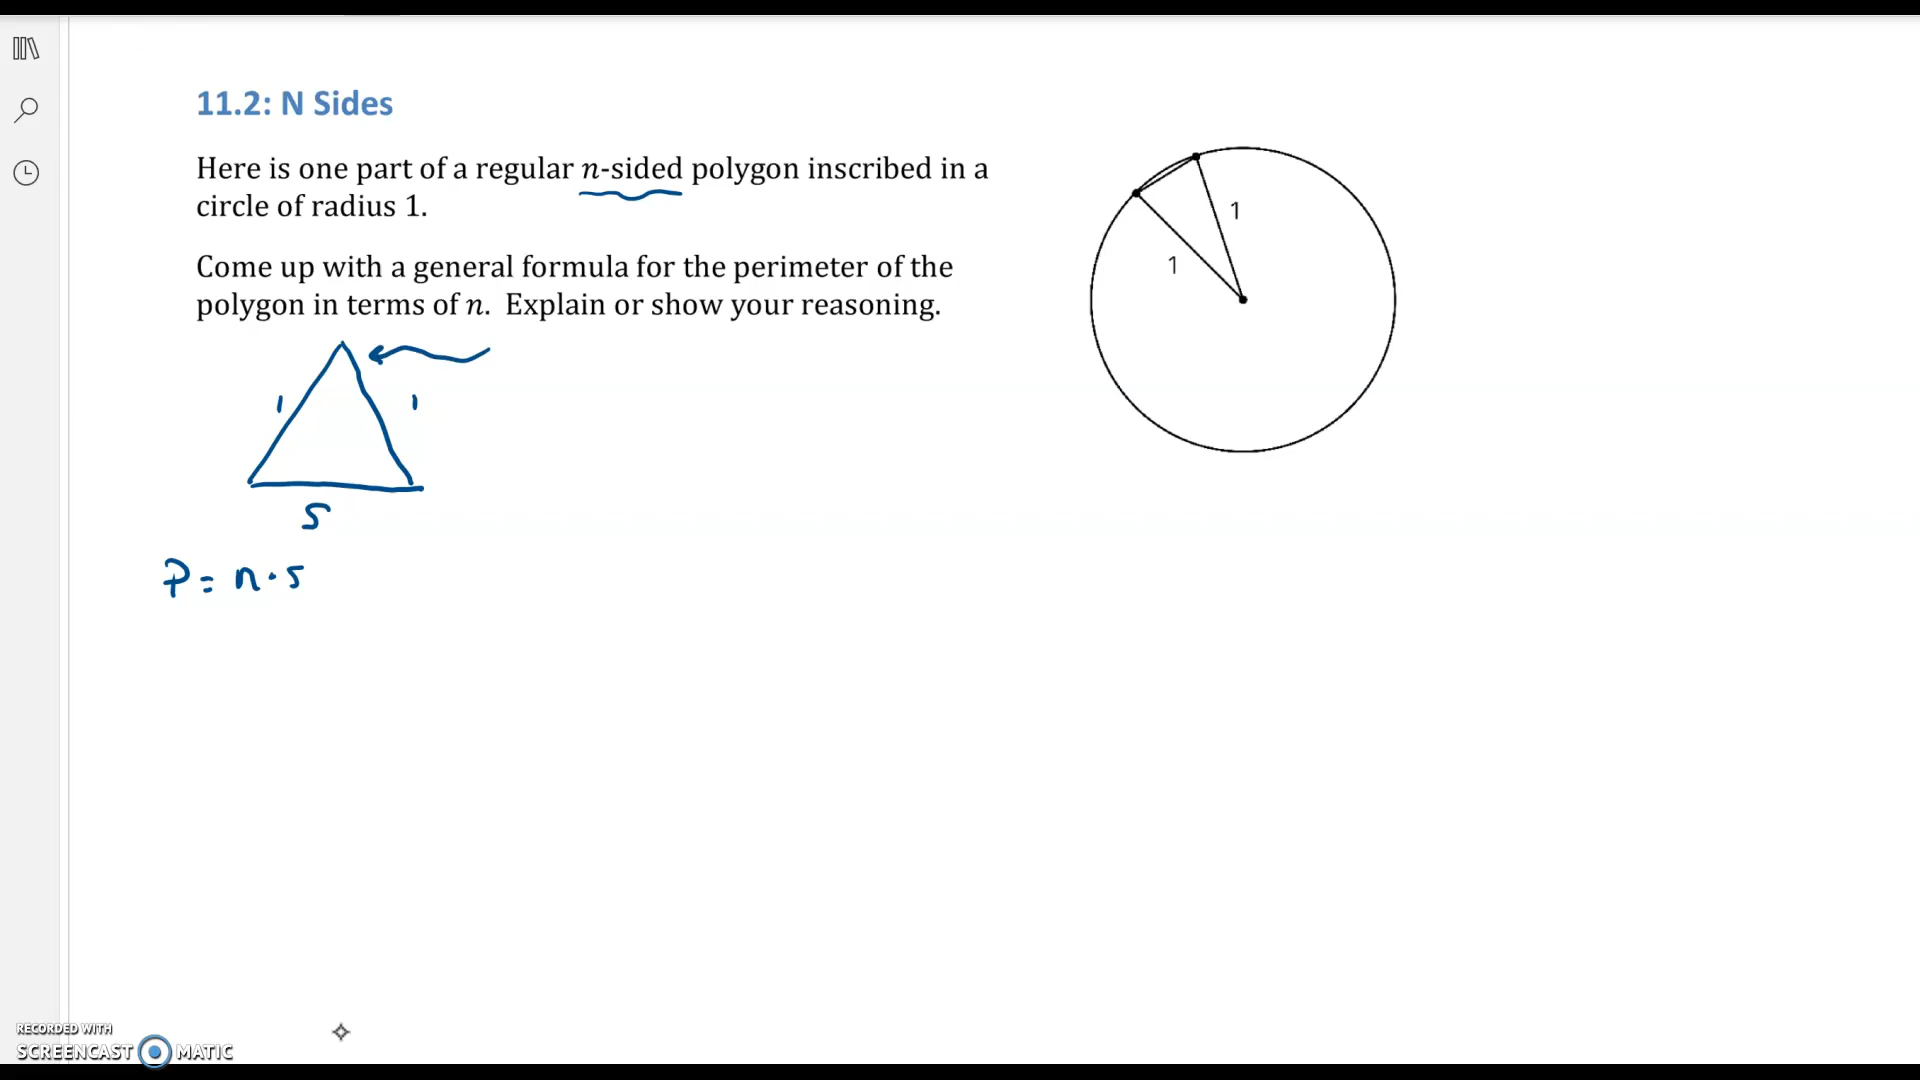 11.2: N Sides
Here is one part of a regular n-sided polygon inscribed in a
circle of radius 1.
Come up with a general formula for the perimeter of the
polygon in terms of n. Explain or show your reasoning.
1
1
1
1
s
P = n · s
RECORDED WITH
SCREENCAST MATIC